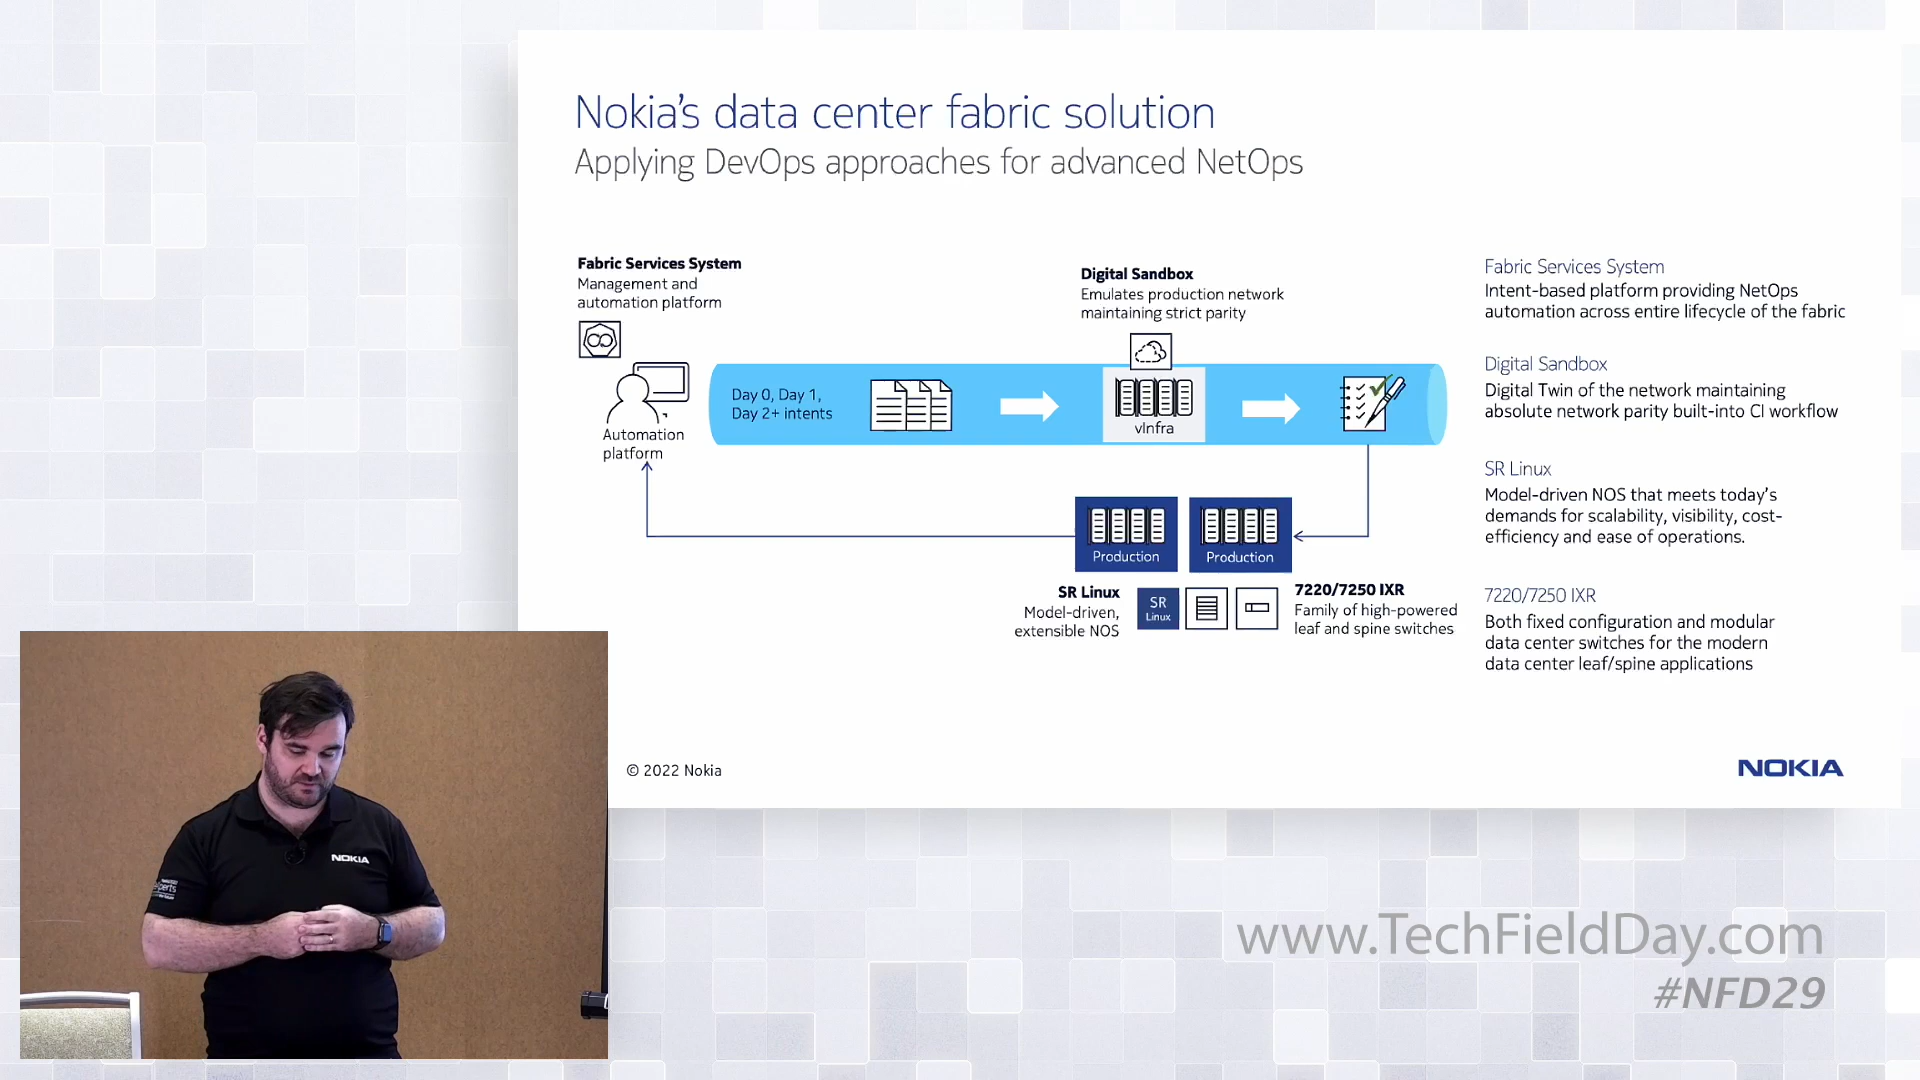 Nokia's data center fabric solution
Applying DevOps approaches for advanced NetOps
Fabric Services System
Management and
automation platform
Automation
platform
Day 0, Day 1,
Day 2+ intents
Digital Sandbox
Emulates production network
maintaining strict parity
vInfra
Production
Production
SR Linux
Model-driven,
extensible NOS
SR
Linux
7220/7250 IXR
Family of high-powered
leaf and spine switches
Fabric Services System
Intent-based platform providing NetOps
automation across entire lifecycle of the fabric
Digital Sandbox
Digital Twin of the network maintaining
absolute network parity built-into CI workflow
SR Linux
Model-driven NOS that meets today's
demands for scalability, visibility, cost-
efficiency and ease of operations.
7220/7250 IXR
Both fixed configuration and modular
data center switches for the modern
data center leaf/spine applications
© 2022 Nokia
NOKIA
NOKIA
www.TechFieldDay.com
#NFD29